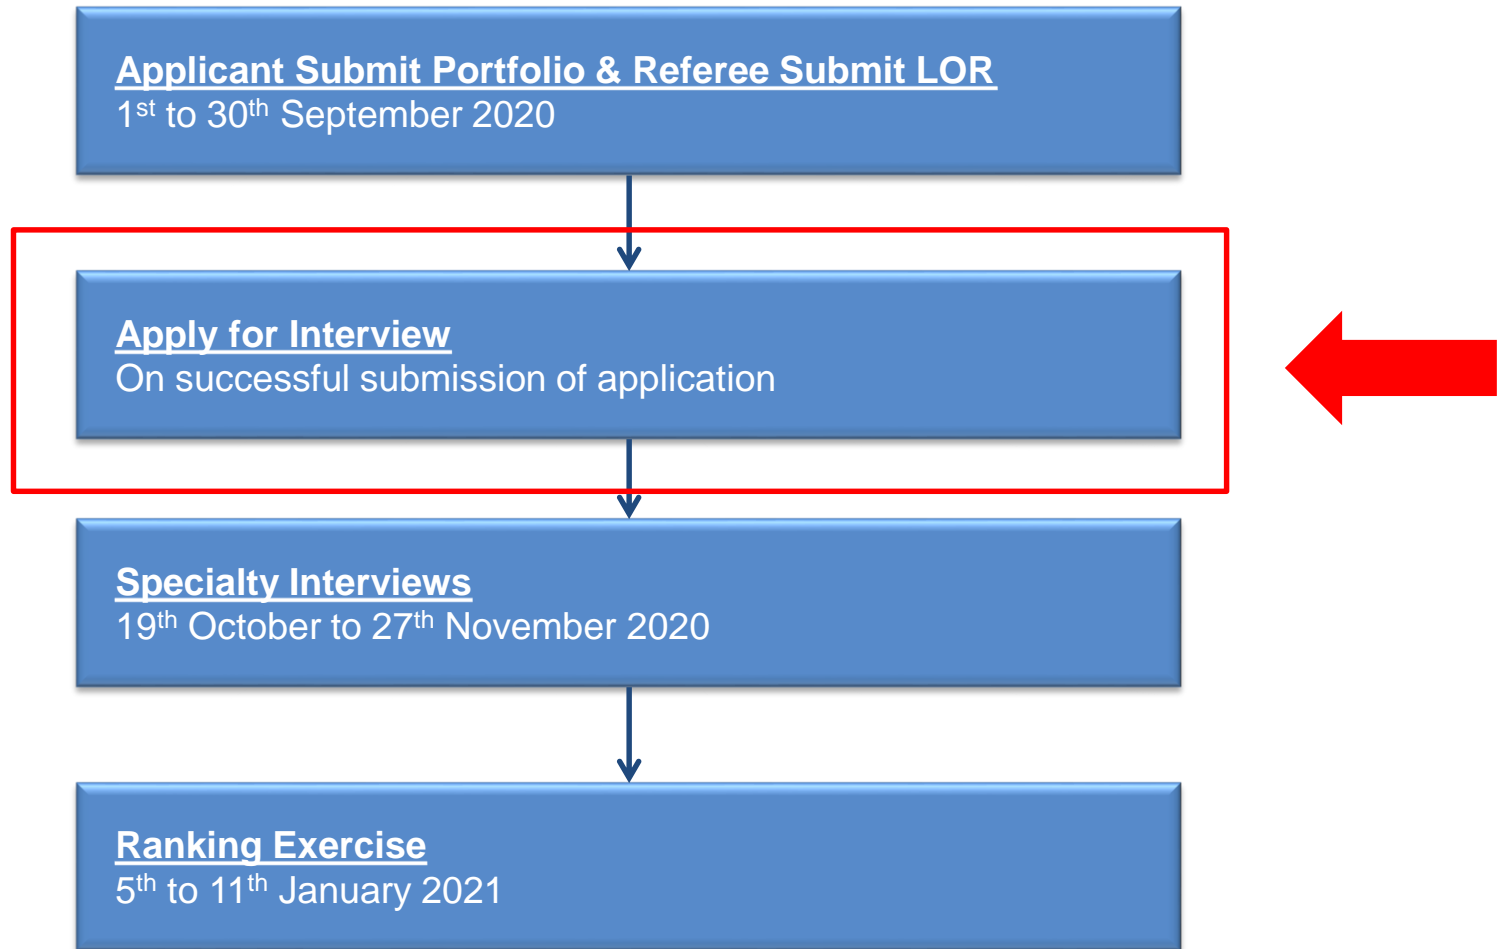 Applicant Submit Portfolio & Referee Submit LOR
1st to 30th September 2020
Apply for Interview
On successful submission of application
Specialty Interviews
19th October to 27th November 2020
Ranking Exercise
5th to 11th January 2021